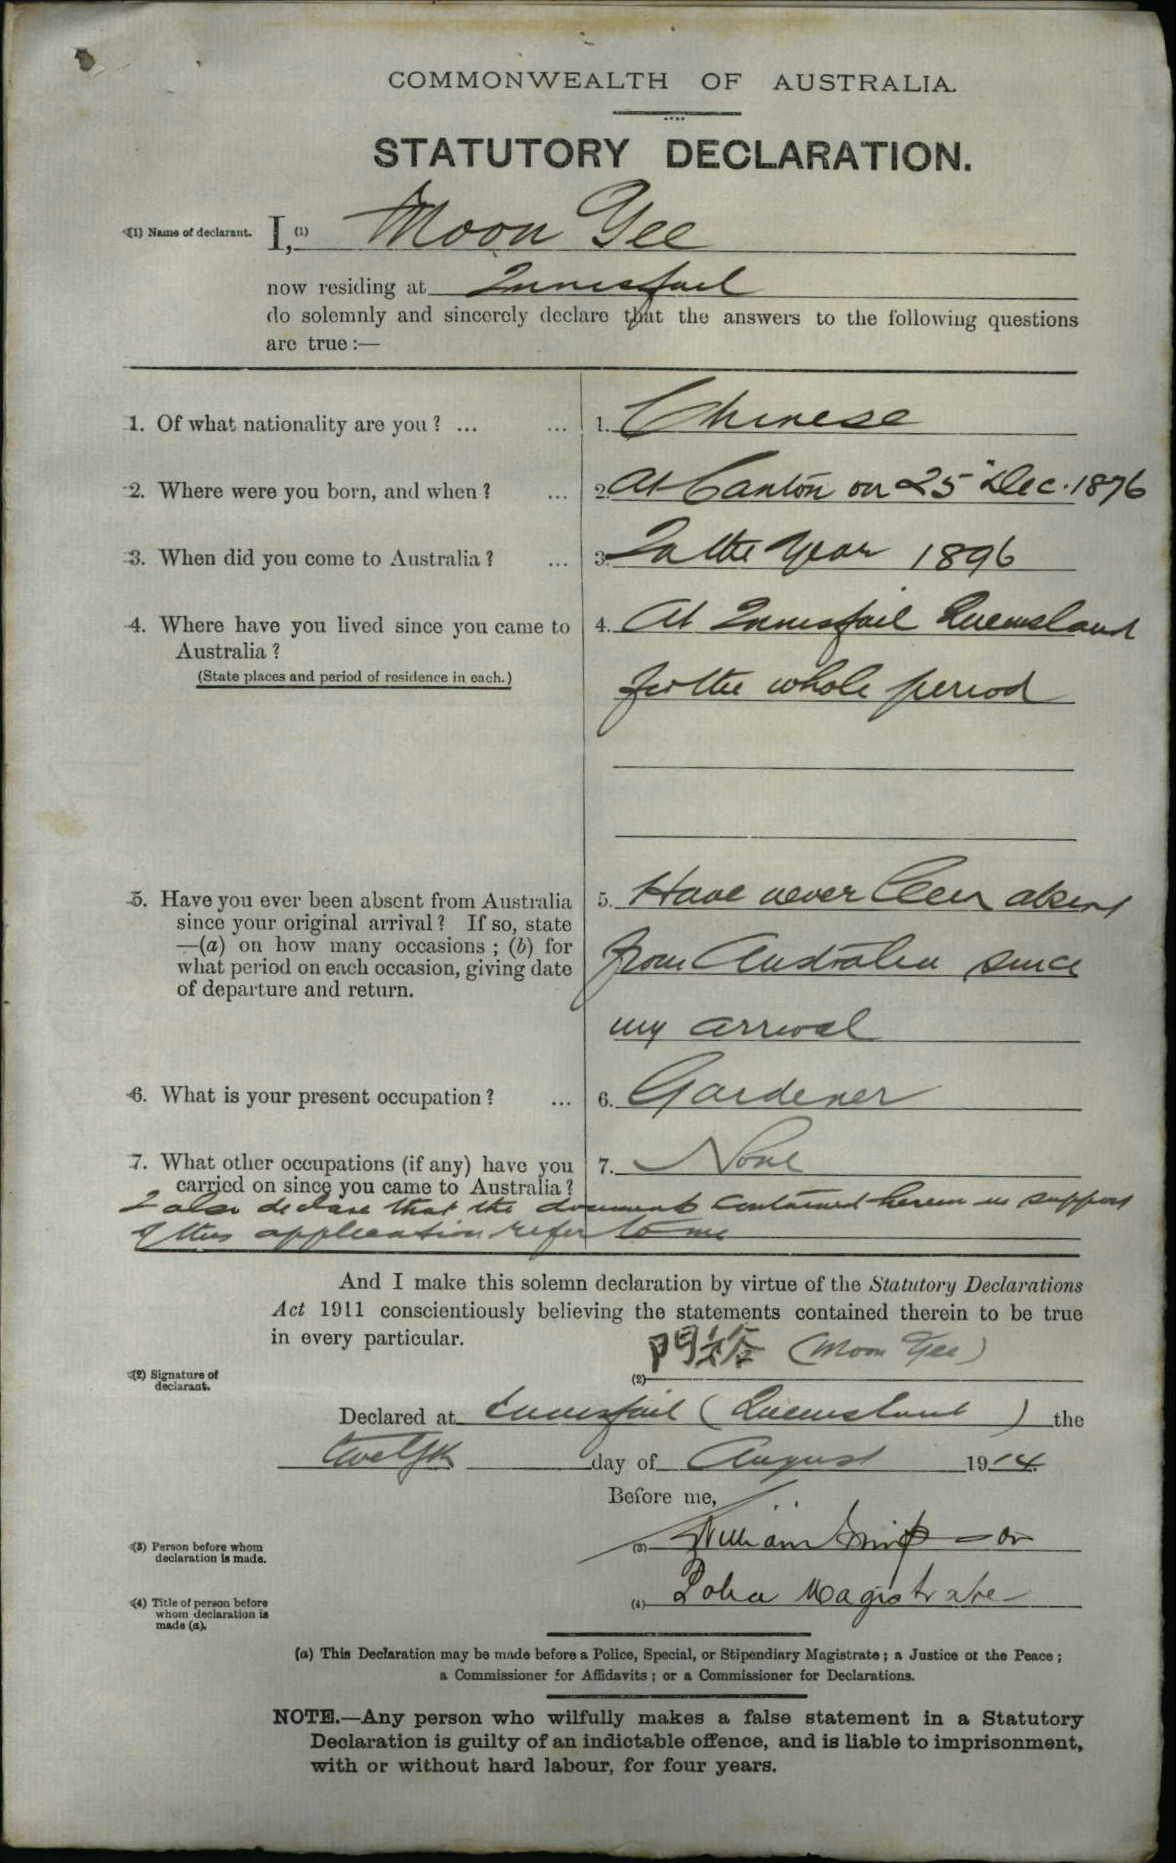 COMMONWEALTH OF AUSTRALIA.
STATUTORY DECLARATION.
(1) Name of declarant. I, (1) Moon Gee
now residing at Innisfail
do solemnly and sincerely declare that the answers to the following questions
are true:—
1. Of what nationality are you? ... ... 1. Chinese
2. Where were you born, and when? ... 2. At Canton on 25" Dec. 1876
3. When did you come to Australia? ... 3. In the Year 1896
4. Where have you lived since you came to 4. At Innisfail Queensland
Australia?
(State places and period of residence in each.)
for the whole period
5. Have you ever been absent from Australia 5. Have never been absent
since your original arrival? If so, state
—(a) on how many occasions; (b) for from Australia since
what period on each occasion, giving date
of departure and return.
my arrival
6. What is your present occupation? ... 6. Gardener
7. What other occupations (if any) have you 7. None
carried on since you came to Australia?
I also declare that the documents contained herein in support
of this application refer to me
And I make this solemn declaration by virtue of the Statutory Declarations
Act 1911 conscientiously believing the statements contained therein to be true
in every particular.
(Moon Gee)
(2) Signature of (2)
declarant.
Declared at Innisfail (Queensland) the
twelfth day of August 1914
Before me,
(3) Person before whom (3) William Simpson
declaration is made.
(4) Title of person before (4) Police Magistrate
whom declaration is
made (a).
(a) This Declaration may be made before a Police, Special, or Stipendiary Magistrate; a Justice of the Peace;
a Commissioner for Affidavits; or a Commissioner for Declarations.
NOTE.—Any person who wilfully makes a false statement in a Statutory
Declaration is guilty of an indictable offence, and is liable to imprisonment,
with or without hard labour, for four years.